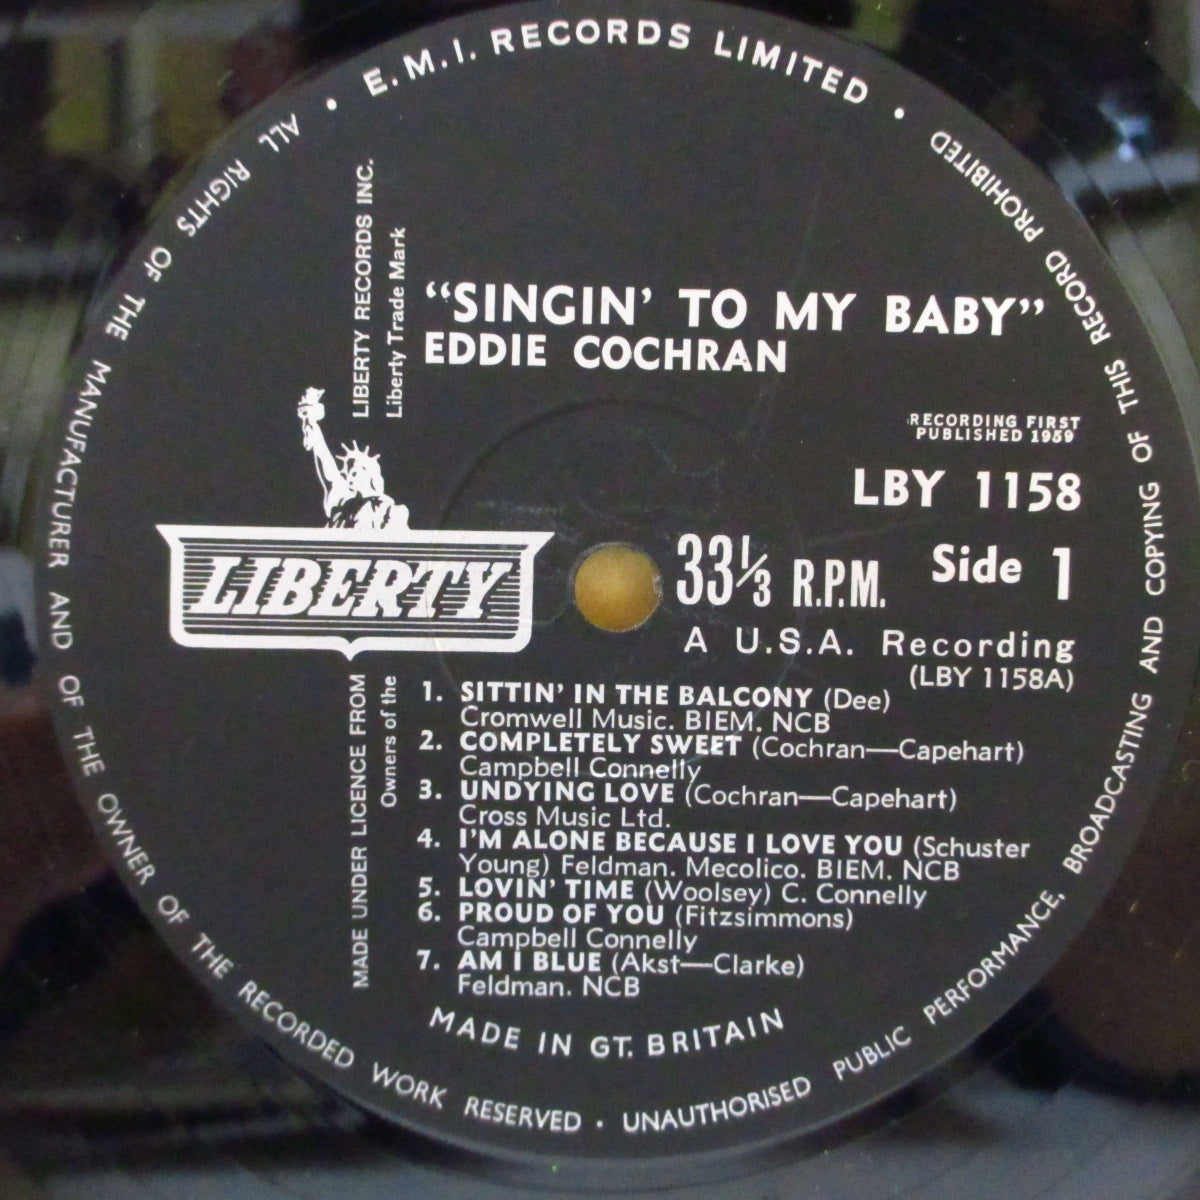 E.M.I. RECORDS LIMITED •
ALL RIGHTS OF THE MANUFACTURER AND OF THE OWNER OF THE RECORDED WORK RESERVED • UNAUTHORISED PUBLIC PERFORMANCE, BROADCASTING AND COPYING OF THIS RECORD PROHIBITED •
LIBERTY RECORDS INC.
Liberty Trade Mark
"SINGIN' TO MY BABY"
EDDIE COCHRAN
RECORDING FIRST
PUBLISHED 1959
LBY 1158
LIBERTY
33⅓ R.P.M.
Side 1
A U.S.A. Recording
(LBY 1158A)
MADE UNDER LICENCE FROM
Owners of the
1. SITTIN' IN THE BALCONY (Dee)
Cromwell Music. BIEM. NCB
2. COMPLETELY SWEET (Cochran—Capehart)
Campbell Connelly
3. UNDYING LOVE (Cochran—Capehart)
Cross Music Ltd.
4. I'M ALONE BECAUSE I LOVE YOU (Schuster
Young) Feldman. Mecolico. BIEM. NCB
5. LOVIN' TIME (Woolsey) C. Connelly
6. PROUD OF YOU (Fitzsimmons)
Campbell Connelly
7. AM I BLUE (Akst—Clarke)
Feldman. NCB
MADE IN GT. BRITAIN